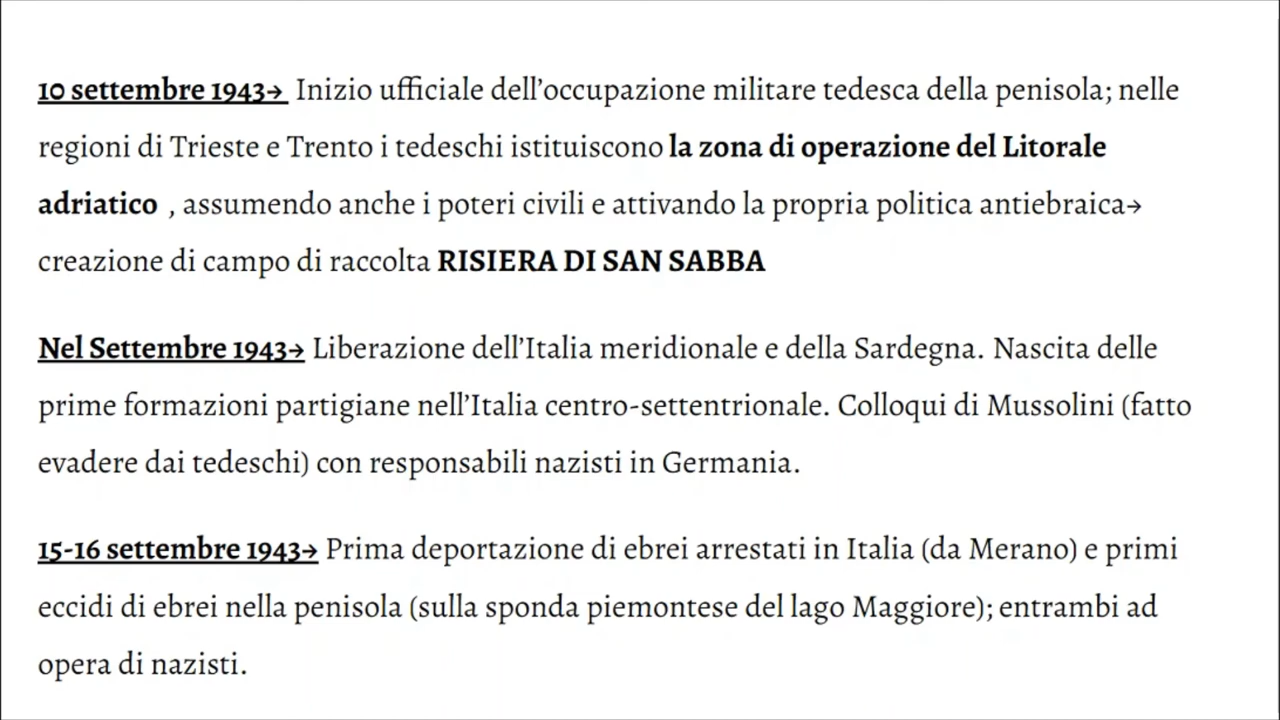 10 settembre 1943→ Inizio ufficiale dell’occupazione militare tedesca della penisola; nelle
regioni di Trieste e Trento i tedeschi istituiscono la zona di operazione del Litorale
adriatico , assumendo anche i poteri civili e attivando la propria politica antiebraica→
creazione di campo di raccolta RISIERA DI SAN SABBA
Nel Settembre 1943→ Liberazione dell’Italia meridionale e della Sardegna. Nascita delle
prime formazioni partigiane nell’Italia centro-settentrionale. Colloqui di Mussolini (fatto
evadere dai tedeschi) con responsabili nazisti in Germania.
15-16 settembre 1943→ Prima deportazione di ebrei arrestati in Italia (da Merano) e primi
eccidi di ebrei nella penisola (sulla sponda piemontese del lago Maggiore); entrambi ad
opera di nazisti.